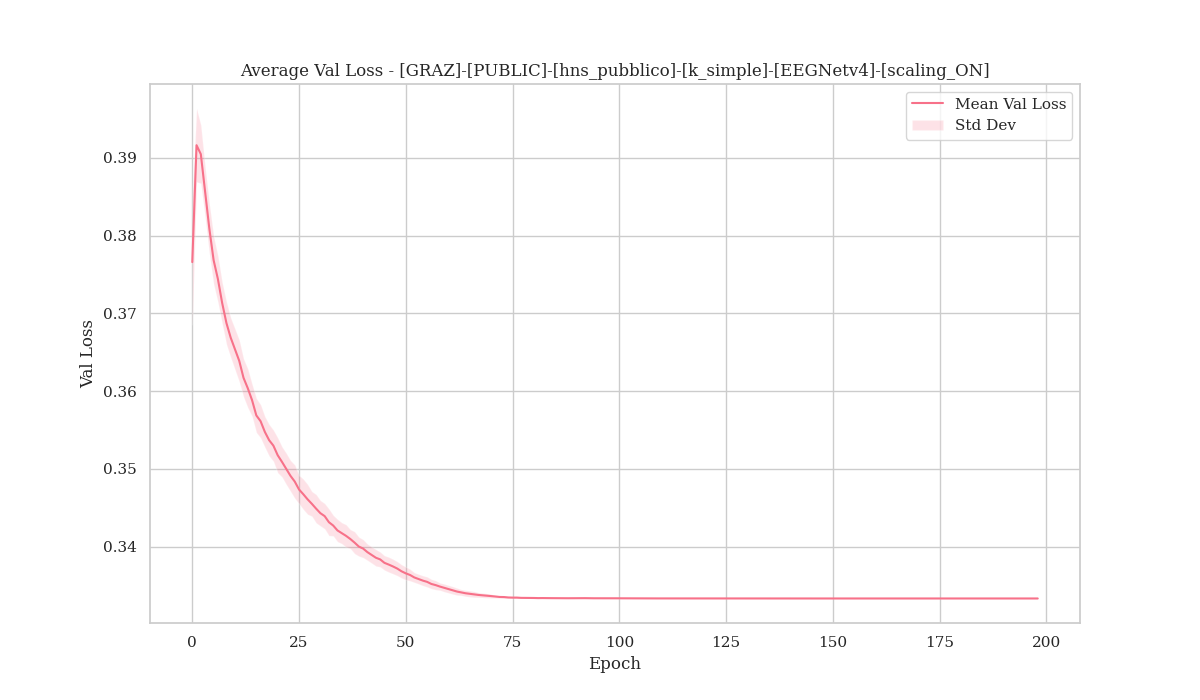 Average Val Loss - [GRAZ]-[PUBLIC]-[hns_pubblico]-[k_simple]-[EEGNetv4]-[scaling_ON]
Mean Val Loss
Std Dev
0.39
0.38
0.37
0.36
0.35
0.34
Val Loss
0 25 50 75 100 125 150 175 200
Epoch